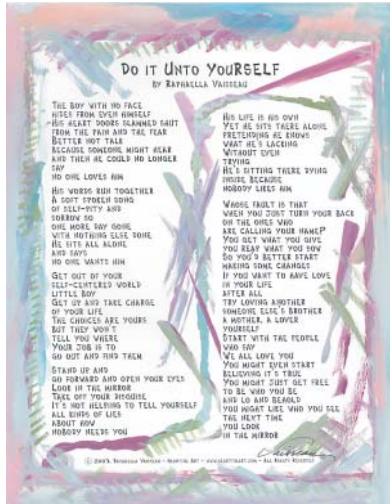 DO IT UNTO YOURSELF
BY RAPHAELLA VAISSEAU
THE BOY WITH NO FACE
HIDES FROM EVEN HIMSELF
HIS HEART DOORS SLAMMED SHUT
FROM THE PAIN AND THE FEAR
BETTER NOT TALK
BECAUSE SOMEONE MIGHT HEAR
AND THEN HE COULD NO LONGER
SAY
NO ONE LOVES HIM
HIS WORDS RUN TOGETHER
A SOFT SPOKEN SONG
OF SELF-PITY AND
SORROW SO
ONE MORE DAY GONE
WITH NOTHING ELSE DONE
HE SITS ALL ALONE
AND SAYS
NO ONE WANTS HIM
GET OUT OF YOUR
SELF-CENTERED WORLD
LITTLE BOY
GET UP AND TAKE CHARGE
OF YOUR LIFE
THE CHOICES ARE YOURS
BUT THEY WON'T
TELL YOU WHERE
YOUR JOB IS TO
GO OUT AND FIND THEM
STAND UP AND
GO FORWARD AND OPEN YOUR EYES
LOOK IN THE MIRROR
TAKE OFF YOUR DISGUISE
IT'S NOT HELPING TO TELL YOURSELF
ALL KINDS OF LIES
ABOUT HOW
NOBODY NEEDS YOU
HIS LIFE IS HIS OWN
YET HE SITS THERE ALONE
PRETENDING HE KNOWS
WHAT HE'S LACKING
WITHOUT EVEN
TRYING
HE'S SITTING THERE DYING
INSIDE BECAUSE
NOBODY LIKES HIM
WHOSE FAULT IS THAT
WHEN YOU JUST TURN YOUR BACK
ON THE ONES WHO
ARE CALLING YOUR NAME?
YOU GET WHAT YOU GIVE
YOU REAP WHAT YOU SOW
SO YOU'D BETTER START
MAKING SOME CHANGES
IF YOU WANT TO HAVE LOVE
IN YOUR LIFE
AFTER ALL
TRY LOVING ANOTHER
SOMEONE ELSE'S BROTHER
A MOTHER, A LOVER
YOURSELF
START WITH THE PEOPLE
WHO SAY
WE ALL LOVE YOU
YOU MIGHT EVEN START
BELIEVING IT'S TRUE
YOU MIGHT JUST GET FREE
TO BE WHO YOU BE
AND LO AND BEHOLD
YOU MIGHT LIKE WHO YOU SEE
THE NEXT TIME
YOU LOOK
IN THE MIRROR
RAPHAELLA VAISSEAU - HEARTFUL ART - WWW.HEARTFULART.COM - ALL RIGHTS RESERVED